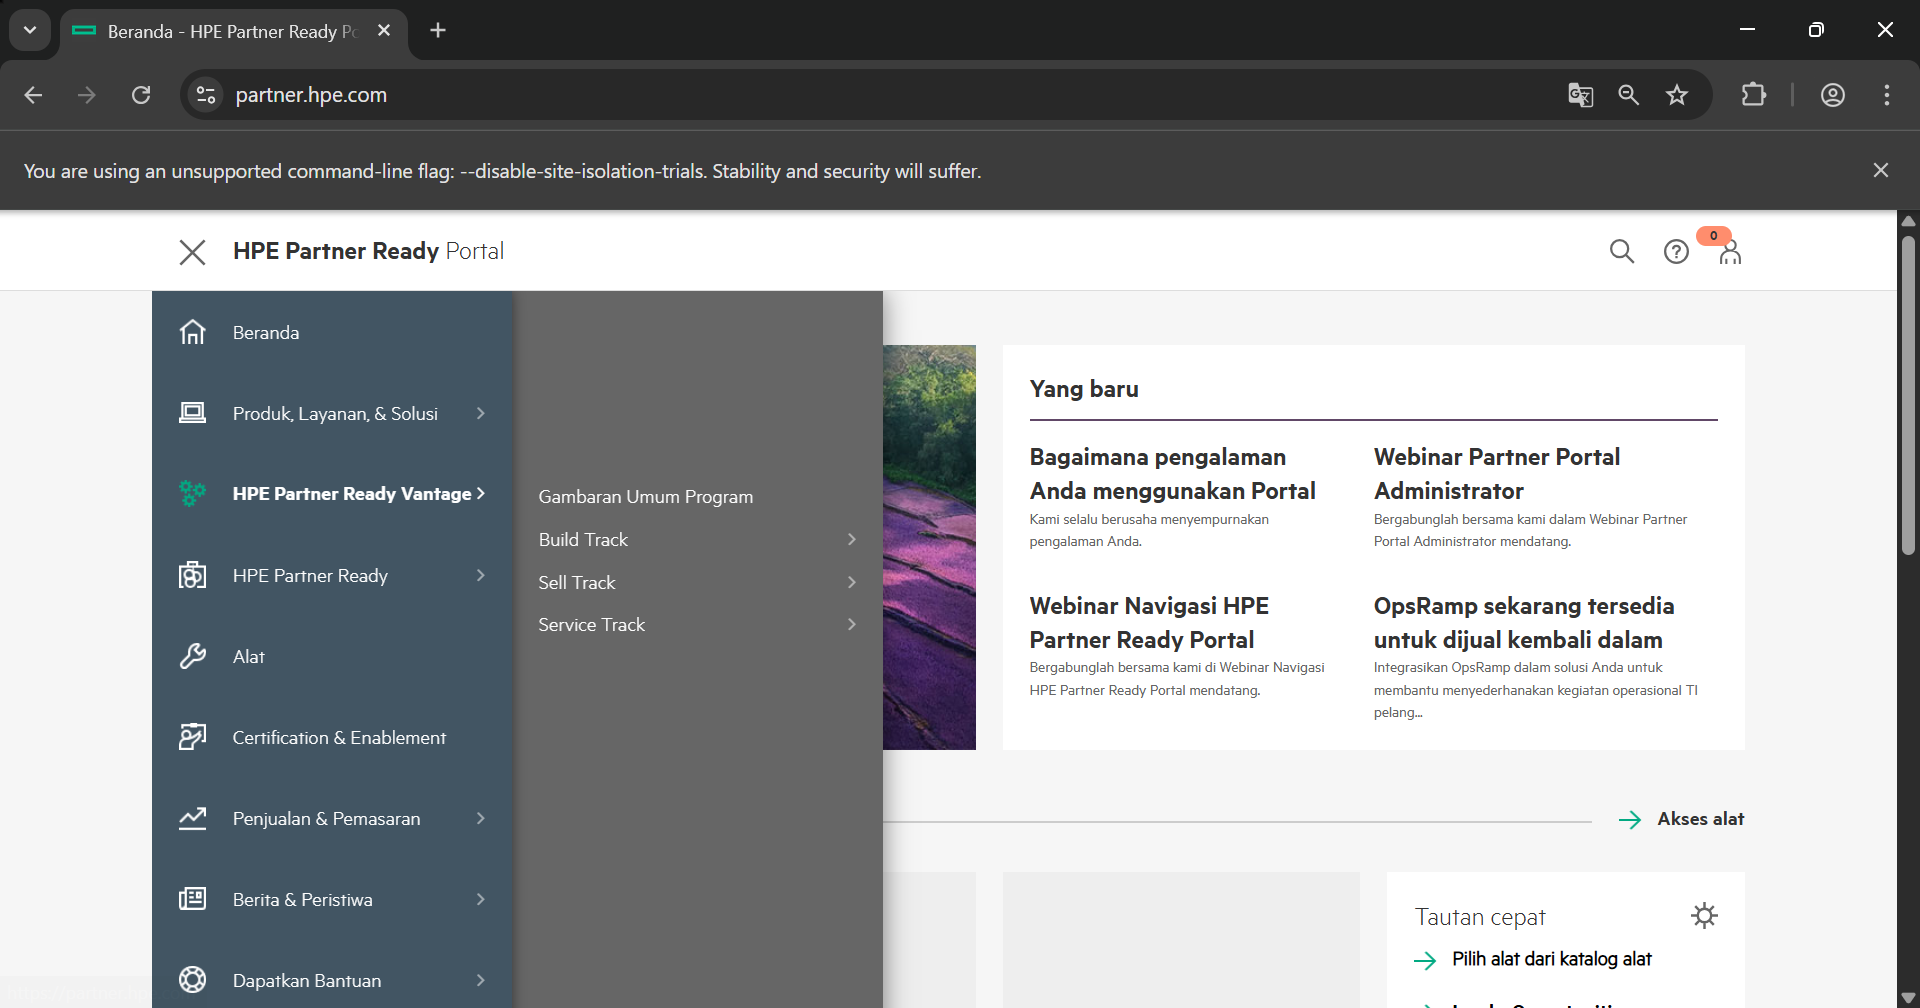 Beranda - HPE Partner Ready Po
partner.hpe.com
You are using an unsupported command-line flag: --disable-site-isolation-trials. Stability and security will suffer.
HPE Partner Ready Portal
0
Beranda
Produk, Layanan, & Solusi
HPE Partner Ready Vantage
HPE Partner Ready
Alat
Certification & Enablement
Penjualan & Pemasaran
Berita & Peristiwa
Dapatkan Bantuan
Gambaran Umum Program
Build Track
Sell Track
Service Track
Yang baru
Bagaimana pengalaman
Anda menggunakan Portal
Kami selalu berusaha menyempurnakan
pengalaman Anda.
Webinar Partner Portal
Administrator
Bergabunglah bersama kami dalam Webinar Partner
Portal Administrator mendatang.
Webinar Navigasi HPE
Partner Ready Portal
Bergabunglah bersama kami di Webinar Navigasi
HPE Partner Ready Portal mendatang.
OpsRamp sekarang tersedia
untuk dijual kembali dalam
Integrasikan OpsRamp dalam solusi Anda untuk
membantu menyederhanakan kegiatan operasional TI
pelang...
Akses alat
Tautan cepat
Pilih alat dari katalog alat